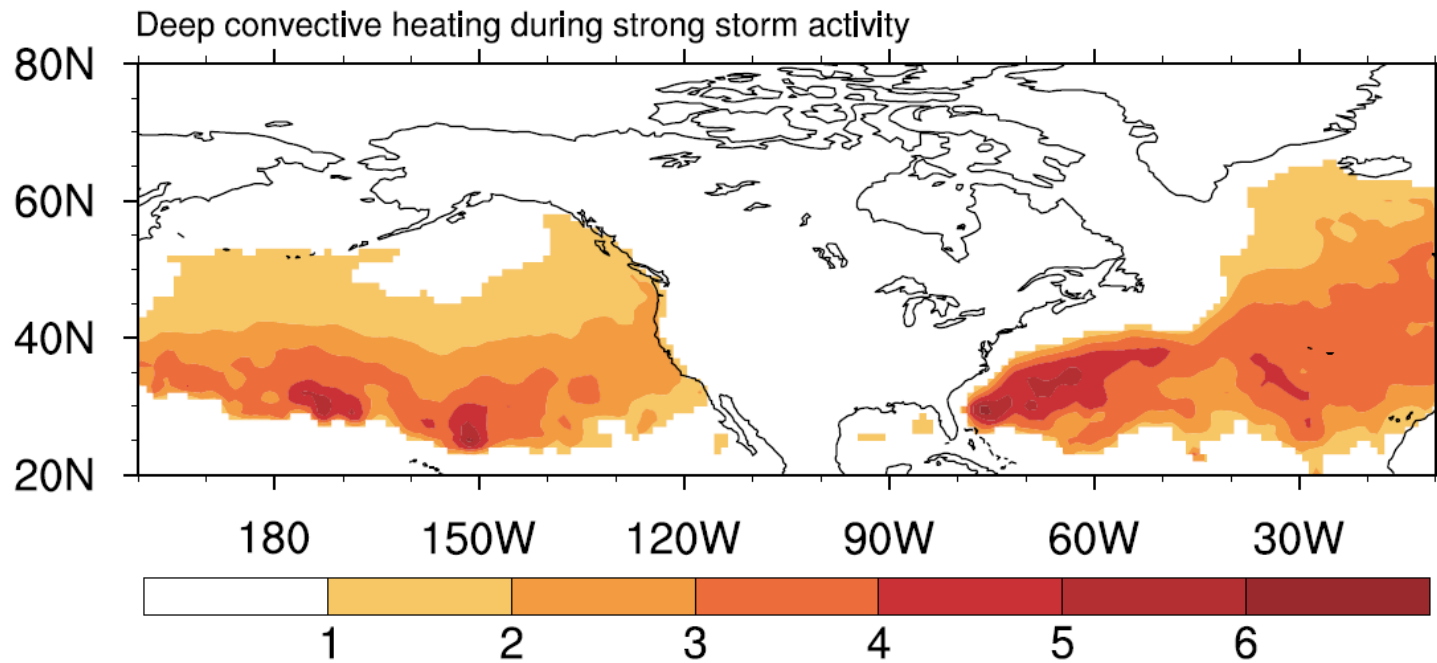 Deep convective heating during strong storm activity
80N
60N
40N
20N
180 150W 120W 90W 60W 30W
1 2 3 4 5 6